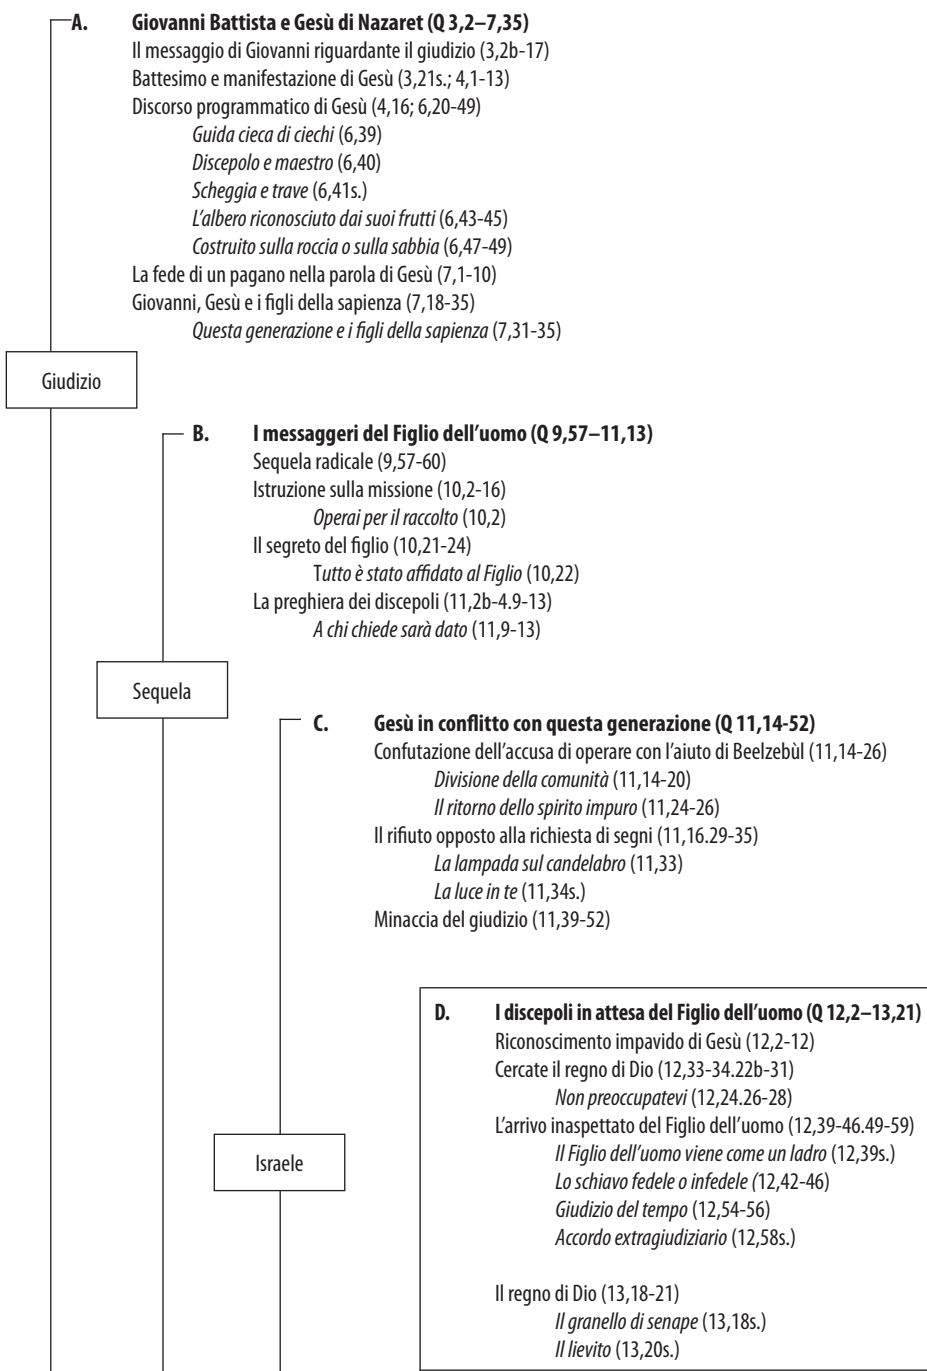 A. Giovanni Battista e Gesù di Nazaret (Q 3,2–7,35)
Il messaggio di Giovanni riguardante il giudizio (3,2b-17)
Battesimo e manifestazione di Gesù (3,21s.; 4,1-13)
Discorso programmatico di Gesù (4,16; 6,20-49)
Guida cieca di ciechi (6,39)
Discepolo e maestro (6,40)
Scheggia e trave (6,41s.)
L'albero riconosciuto dai suoi frutti (6,43-45)
Costruito sulla roccia o sulla sabbia (6,47-49)
La fede di un pagano nella parola di Gesù (7,1-10)
Giovanni, Gesù e i figli della sapienza (7,18-35)
Questa generazione e i figli della sapienza (7,31-35)
Giudizio
B. I messaggeri del Figlio dell'uomo (Q 9,57–11,13)
Sequela radicale (9,57-60)
Istruzione sulla missione (10,2-16)
Operai per il raccolto (10,2)
Il segreto del figlio (10,21-24)
Tutto è stato affidato al Figlio (10,22)
La preghiera dei discepoli (11,2b-4.9-13)
A chi chiede sarà dato (11,9-13)
Sequela
C. Gesù in conflitto con questa generazione (Q 11,14-52)
Confutazione dell'accusa di operare con l'aiuto di Beelzebùl (11,14-26)
Divisione della comunità (11,14-20)
Il ritorno dello spirito impuro (11,24-26)
Il rifiuto opposto alla richiesta di segni (11,16.29-35)
La lampada sul candelabro (11,33)
La luce in te (11,34s.)
Minaccia del giudizio (11,39-52)
Israele
D. I discepoli in attesa del Figlio dell'uomo (Q 12,2–13,21)
Riconoscimento impavido di Gesù (12,2-12)
Cercate il regno di Dio (12,33-34.22b-31)
Non preoccupatevi (12,24.26-28)
L'arrivo inaspettato del Figlio dell'uomo (12,39-46.49-59)
Il Figlio dell'uomo viene come un ladro (12,39s.)
Lo schiavo fedele o infedele (12,42-46)
Giudizio del tempo (12,54-56)
Accordo extragiudiziario (12,58s.)
Il regno di Dio (13,18-21)
Il granello di senape (13,18s.)
Il lievito (13,20s.)